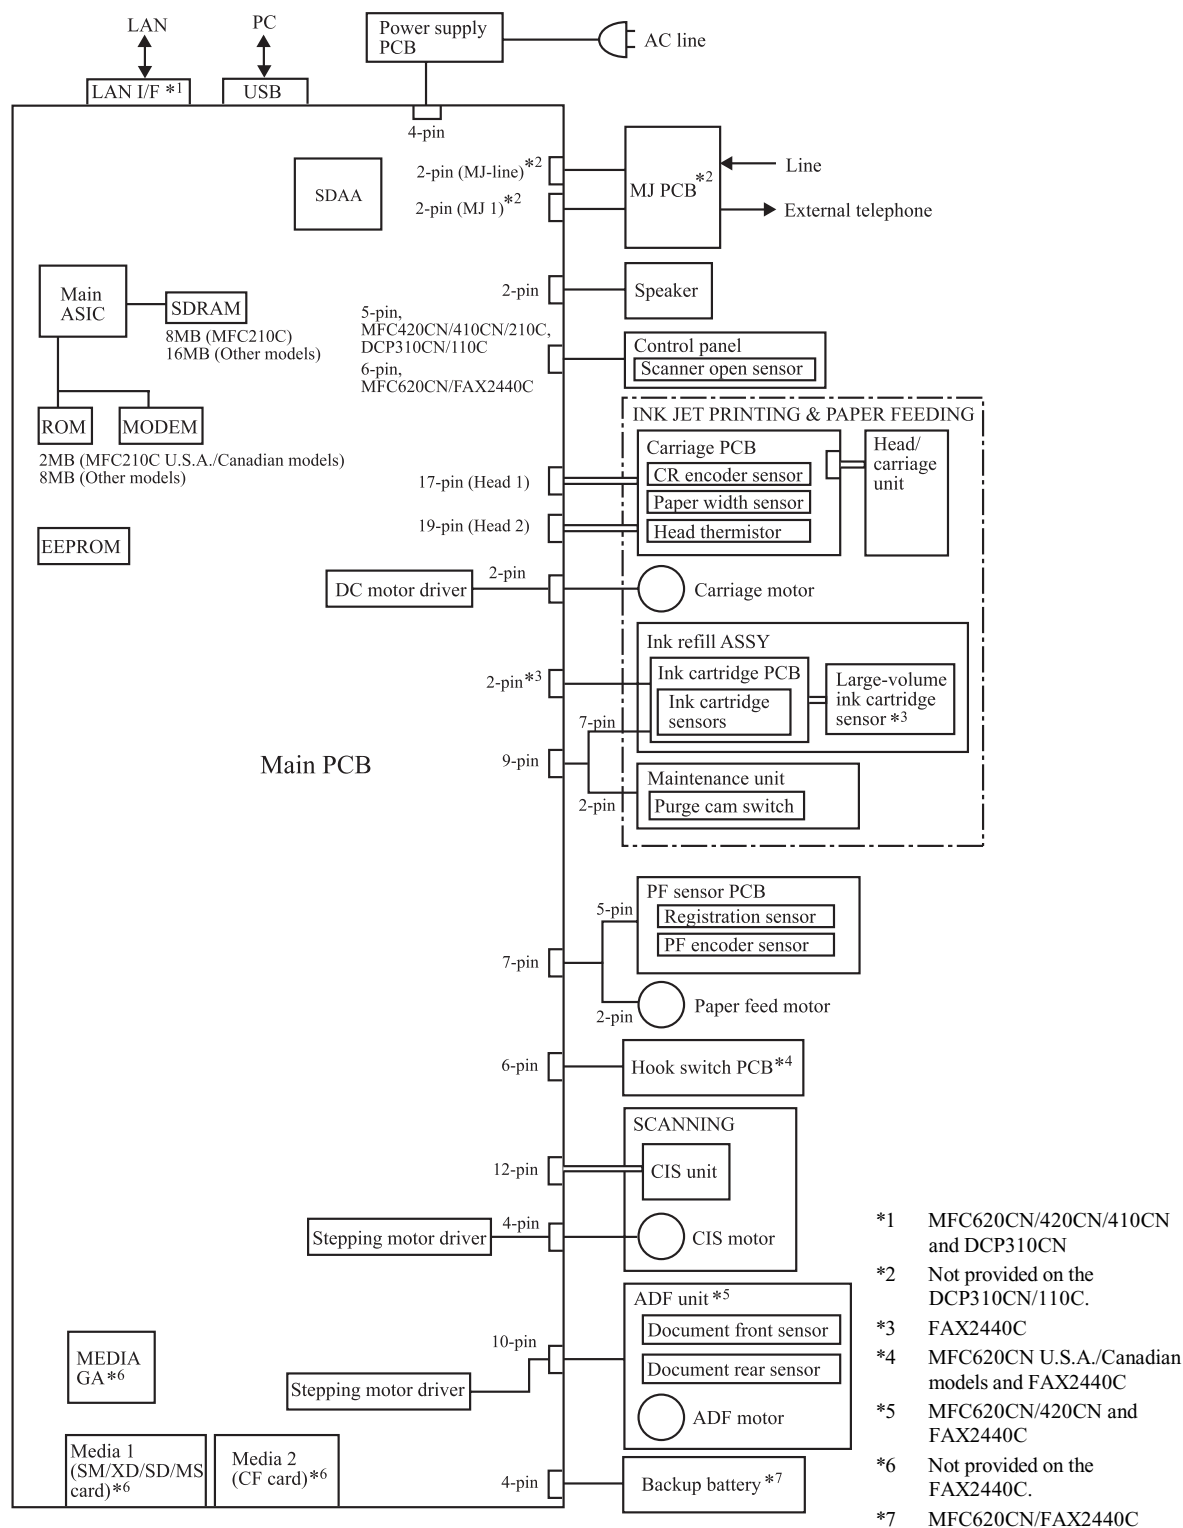 LAN
PC
Power supply
PCB
AC line
LAN I/F *1
USB
4-pin
SDAA
2-pin (MJ-line)*2
2-pin (MJ 1)*2
MJ PCB*2
Line
External telephone
2-pin
Speaker
Main
ASIC
SDRAM
8MB (MFC210C)
16MB (Other models)
5-pin,
MFC420CN/410CN/210C,
DCP310CN/110C
6-pin,
MFC620CN/FAX2440C
Control panel
Scanner open sensor
ROM
MODEM
2MB (MFC210C U.S.A./Canadian models)
8MB (Other models)
INK JET PRINTING & PAPER FEEDING
Carriage PCB
CR encoder sensor
Paper width sensor
Head thermistor
Head/
carriage
unit
17-pin (Head 1)
19-pin (Head 2)
EEPROM
DC motor driver
2-pin
Carriage motor
Ink refill ASSY
2-pin*3
Ink cartridge PCB
Ink cartridge
sensors
Large-volume
ink cartridge
sensor *3
7-pin
9-pin
2-pin
Main PCB
Maintenance unit
Purge cam switch
PF sensor PCB
5-pin
Registration sensor
PF encoder sensor
7-pin
2-pin
Paper feed motor
6-pin
Hook switch PCB*4
SCANNING
12-pin
CIS unit
Stepping motor driver
4-pin
CIS motor
ADF unit *5
Document front sensor
Document rear sensor
ADF motor
10-pin
Stepping motor driver
MEDIA
GA*6
Media 1
(SM/XD/SD/MS
card)*6
Media 2
(CF card)*6
4-pin
Backup battery *7
*1 MFC620CN/420CN/410CN
and DCP310CN
*2 Not provided on the
DCP310CN/110C.
*3 FAX2440C
*4 MFC620CN U.S.A./Canadian
models and FAX2440C
*5 MFC620CN/420CN and
FAX2440C
*6 Not provided on the
FAX2440C.
*7 MFC620CN/FAX2440C